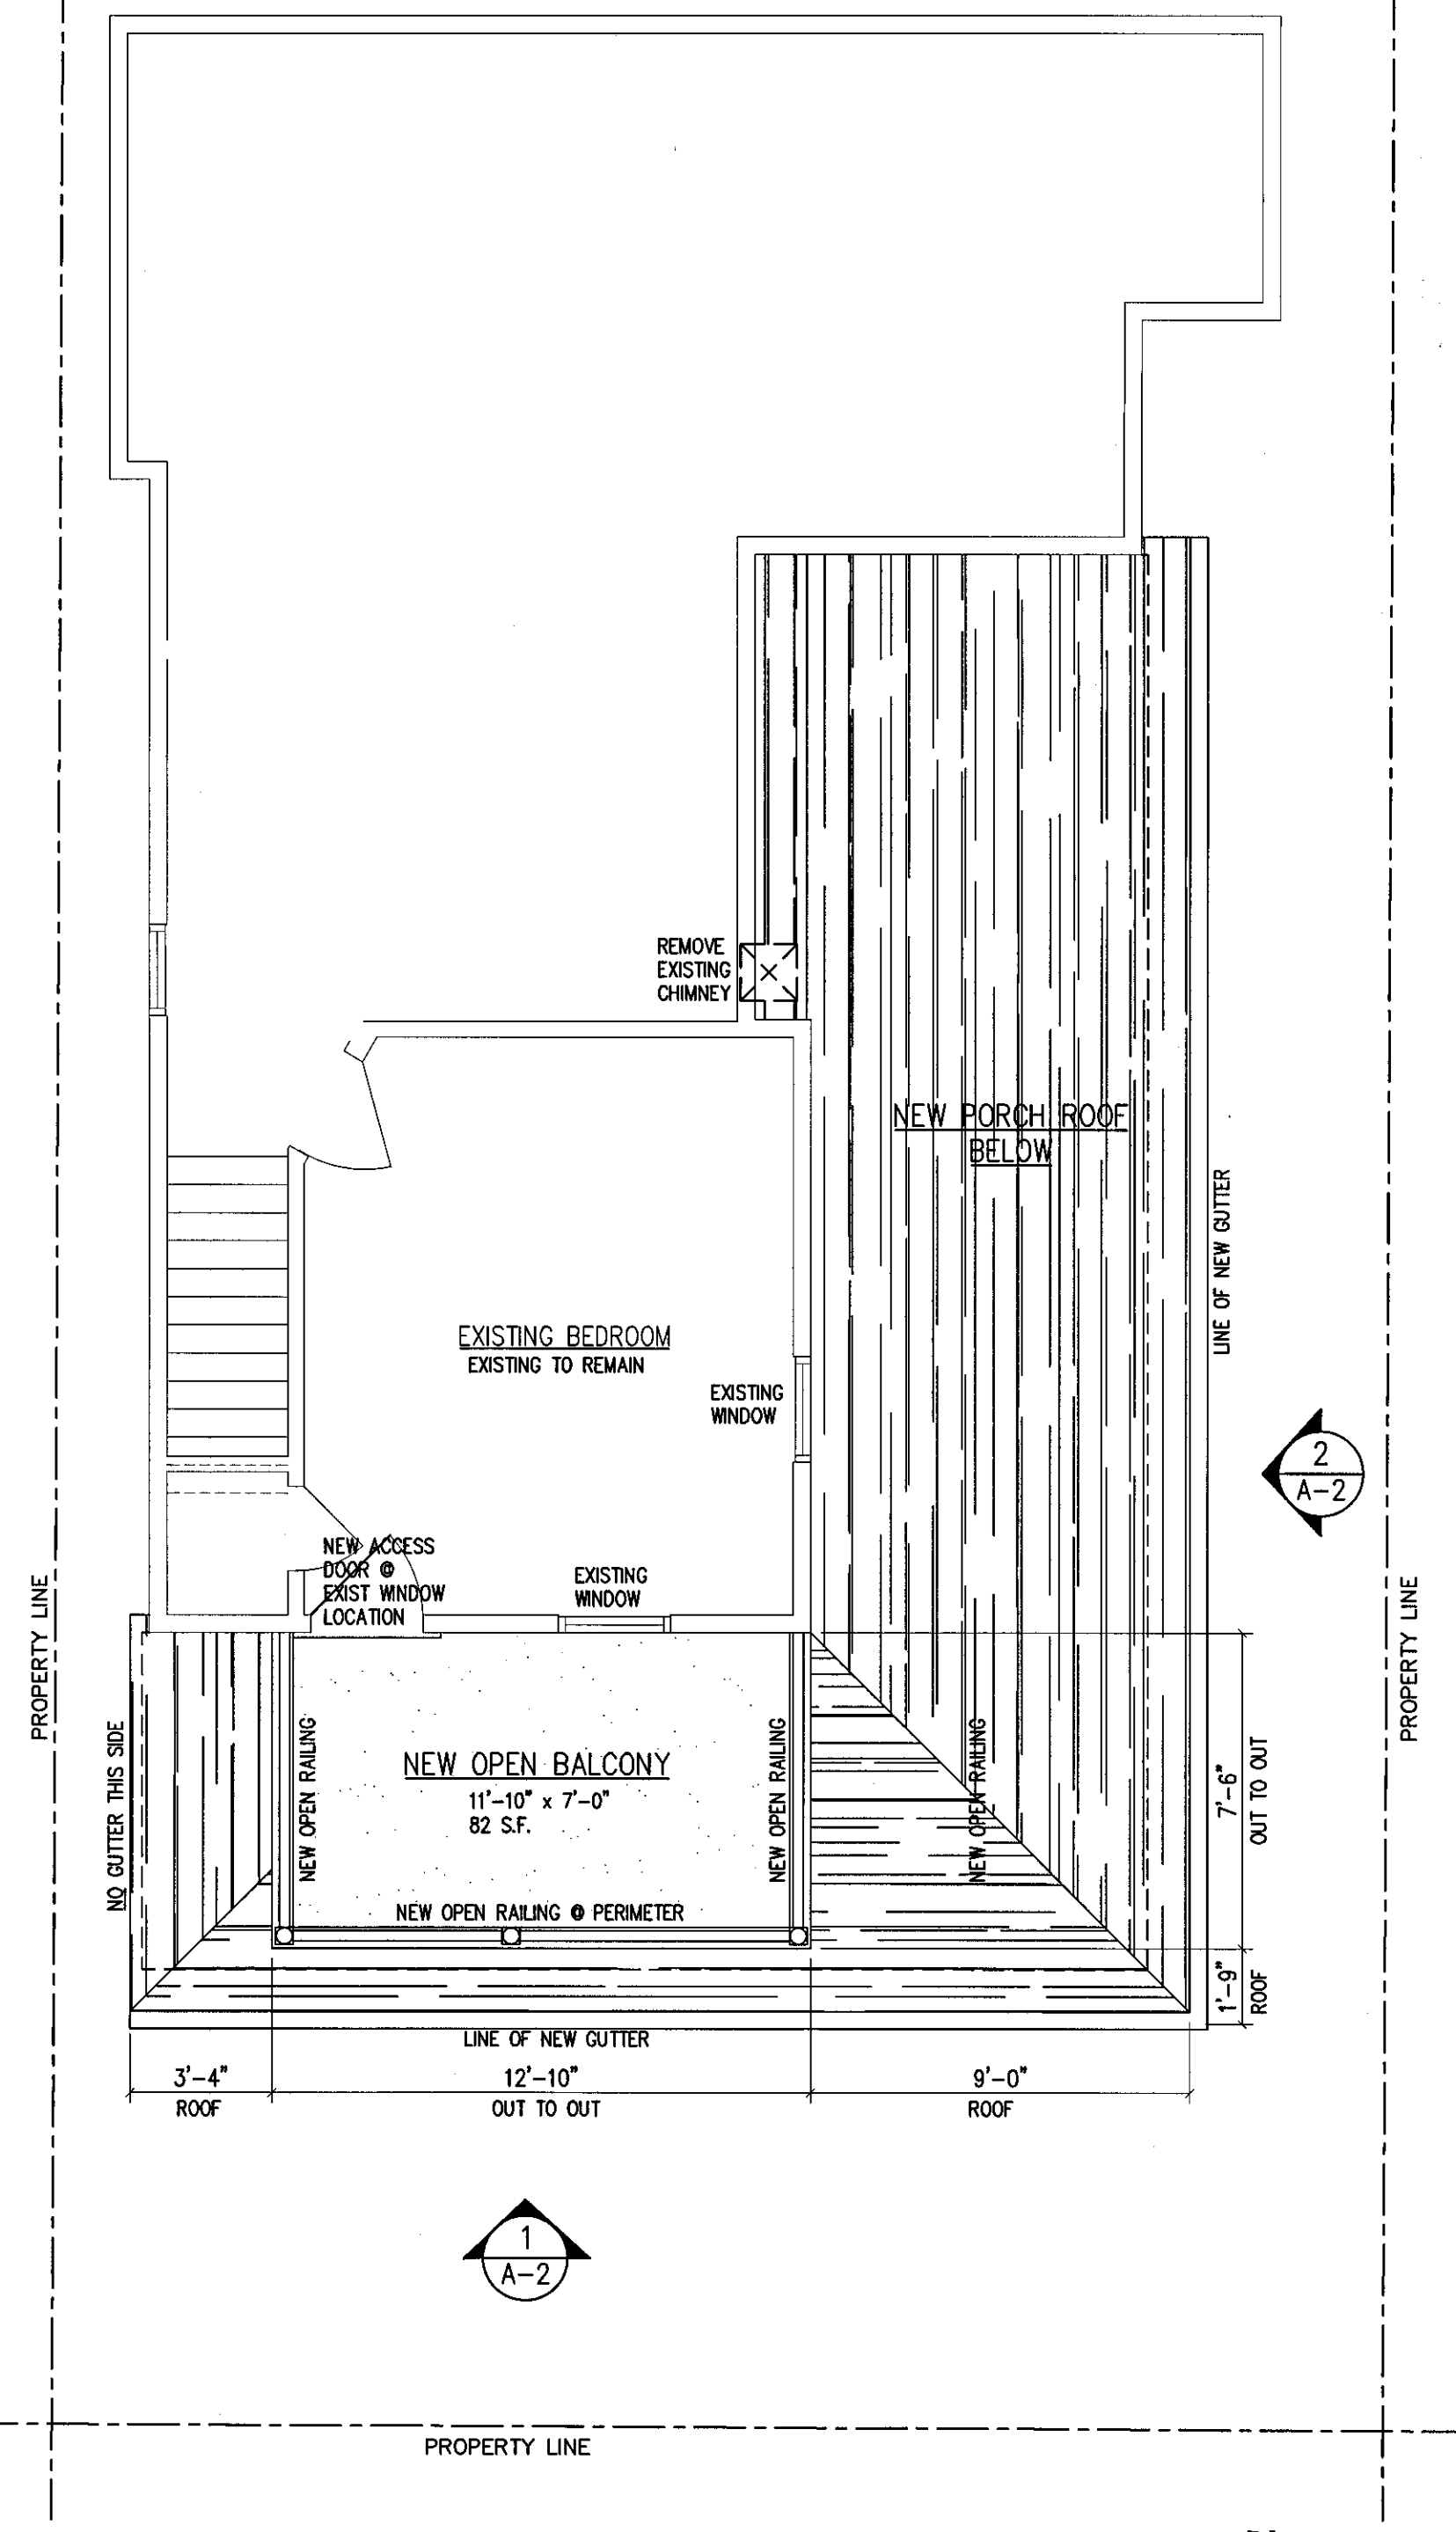 REMOVE
EXISTING
CHIMNEY
NEW PORCH ROOF
BELOW
LINE OF NEW GUTTER
EXISTING BEDROOM
EXISTING TO REMAIN
EXISTING
WINDOW
2
A-2
NEW ACCESS
DOOR @
EXIST WINDOW
LOCATION
EXISTING
WINDOW
PROPERTY LINE
PROPERTY LINE
NO GUTTER THIS SIDE
NEW OPEN RAILING
NEW OPEN BALCONY
11'-10" x 7'-0"
82 S.F.
NEW OPEN RAILING
NEW OPEN RAILING
7'-6"
OUT TO OUT
NEW OPEN RAILING @ PERIMETER
1'-9"
ROOF
LINE OF NEW GUTTER
3'-4"
ROOF
12'-10"
OUT TO OUT
9'-0"
ROOF
1
A-2
PROPERTY LINE